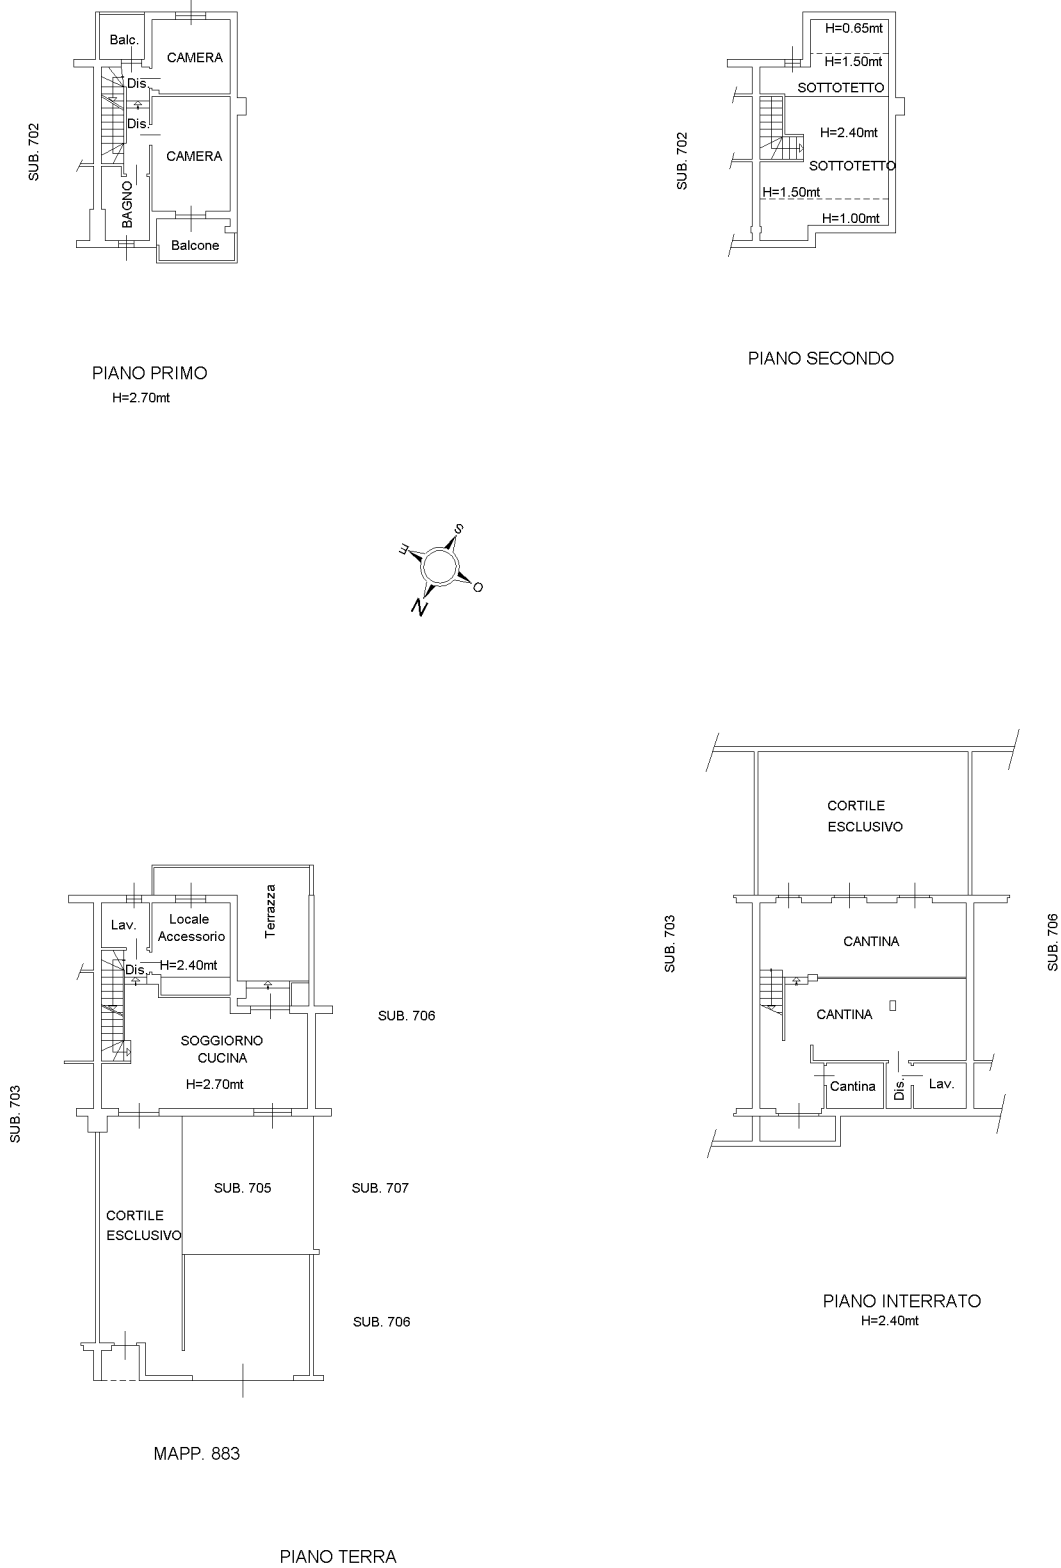 Balc.
CAMERA
Dis.
Dis.
CAMERA
SUB. 702
BAGNO
Balcone
PIANO PRIMO
H=2.70mt
H=0.65mt
H=1.50mt
SOTTOTETTO
H=2.40mt
SUB. 702
SOTTOTETTO
H=1.50mt
H=1.00mt
PIANO SECONDO
S
E
O
N
Terrazza
Lav.
Locale
Accessorio
Dis.
H=2.40mt
SUB. 706
SOGGIORNO
CUCINA
H=2.70mt
SUB. 703
SUB. 705
SUB. 707
CORTILE
ESCLUSIVO
SUB. 706
MAPP. 883
PIANO TERRA
CORTILE
ESCLUSIVO
SUB. 703
CANTINA
SUB. 706
CANTINA
Cantina
Dis.
Lav.
PIANO INTERRATO
H=2.40mt